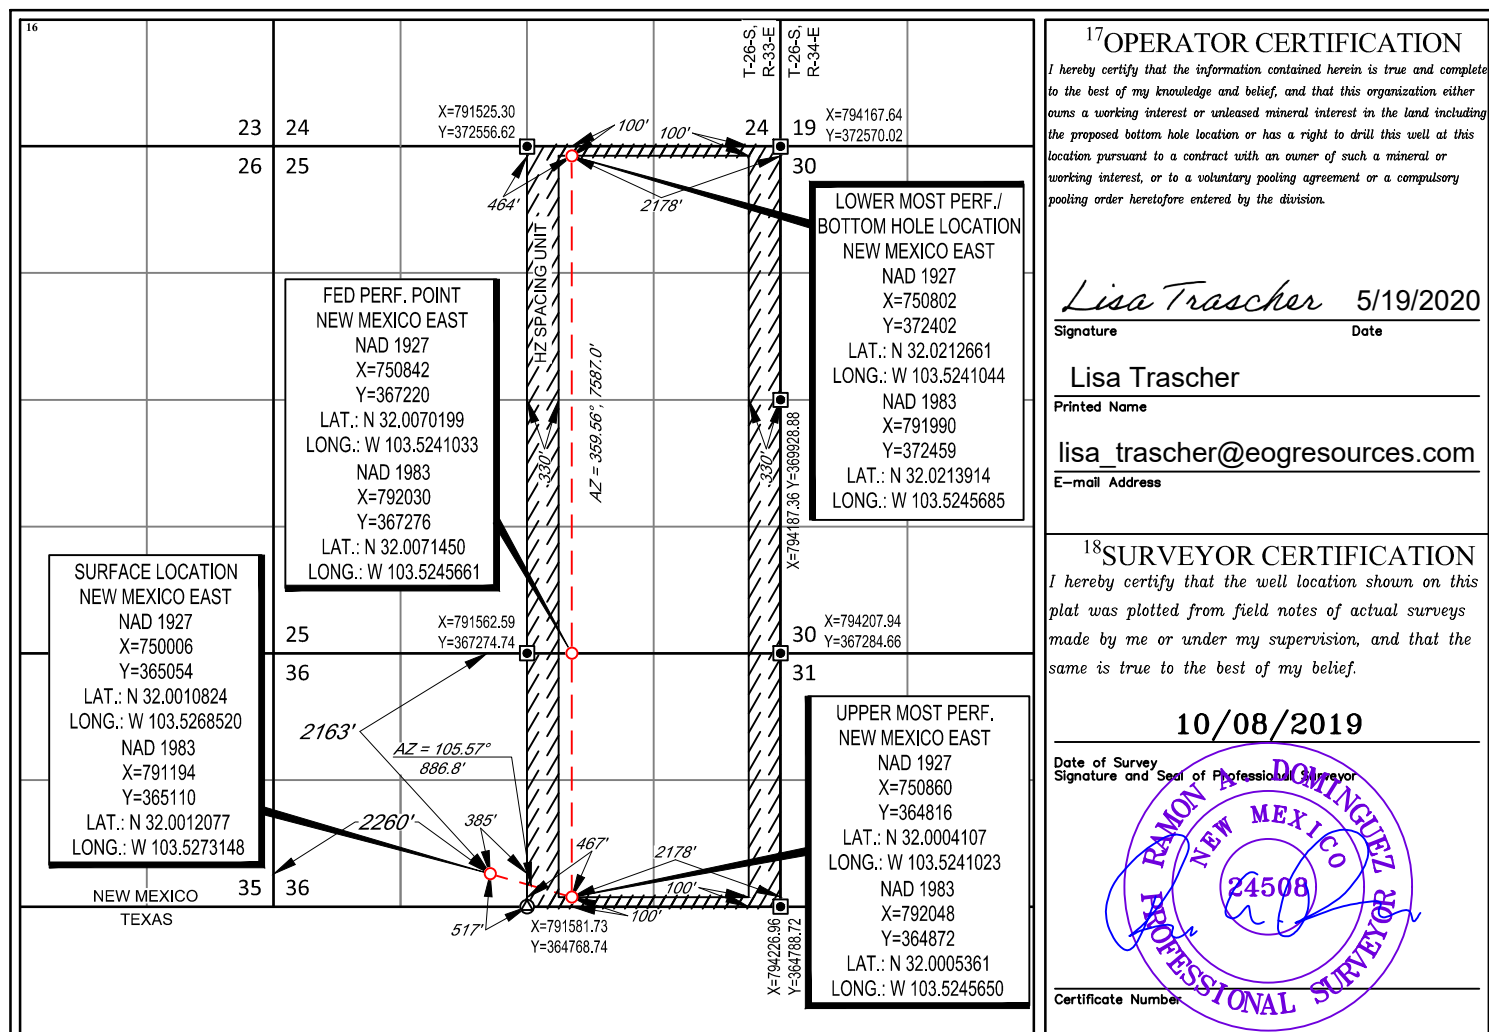 16
T-26-S,
R-33-E
T-26-S,
R-34-E
X=791525.30
Y=372556.62
X=794167.64
Y=372570.02
100'
100'
23
24
24
19
26
25
30
464'
2178'
LOWER MOST PERF./
BOTTOM HOLE LOCATION
NEW MEXICO EAST
NAD 1927
X=750802
Y=372402
LAT.: N 32.0212661
LONG.: W 103.5241044
NAD 1983
X=791990
Y=372459
LAT.: N 32.0213914
LONG.: W 103.5245685
HZ SPACING UNIT
FED PERF. POINT
NEW MEXICO EAST
NAD 1927
X=750842
Y=367220
LAT.: N 32.0070199
LONG.: W 103.5241033
NAD 1983
X=792030
Y=367276
LAT.: N 32.0071450
LONG.: W 103.5245661
AZ = 359.56°, 7587.0'
330'
330'
X=794187.36 Y=369928.88
SURFACE LOCATION
NEW MEXICO EAST
NAD 1927
X=750006
Y=365054
LAT.: N 32.0010824
LONG.: W 103.5268520
NAD 1983
X=791194
Y=365110
LAT.: N 32.0012077
LONG.: W 103.5273148
X=791562.59
Y=367274.74
X=794207.94
Y=367284.66
25
30
36
31
2163'
AZ = 105.57°
886.8'
UPPER MOST PERF.
NEW MEXICO EAST
NAD 1927
X=750860
Y=364816
LAT.: N 32.0004107
LONG.: W 103.5241023
NAD 1983
X=792048
Y=364872
LAT.: N 32.0005361
LONG.: W 103.5245650
2260'
385'
467'
2178'
100'
100'
517'
35
36
NEW MEXICO
TEXAS
X=791581.73
Y=364768.74
X=794226.96
Y=364788.72
17OPERATOR CERTIFICATION
I hereby certify that the information contained herein is true and complete
to the best of my knowledge and belief, and that this organization either
owns a working interest or unleased mineral interest in the land including
the proposed bottom hole location or has a right to drill this well at this
location pursuant to a contract with an owner of such a mineral or
working interest, or to a voluntary pooling agreement or a compulsory
pooling order heretofore entered by the division.
Lisa Trascher 5/19/2020
Signature Date
Lisa Trascher
Printed Name
lisa_trascher@eogresources.com
E-mail Address
18SURVEYOR CERTIFICATION
I hereby certify that the well location shown on this
plat was plotted from field notes of actual surveys
made by me or under my supervision, and that the
same is true to the best of my belief.
10/08/2019
Date of Survey
Signature and Seal of Professional Surveyor
RAMON A. DOMINGUEZ
NEW MEXICO
24508
PROFESSIONAL SURVEYOR
Certificate Number